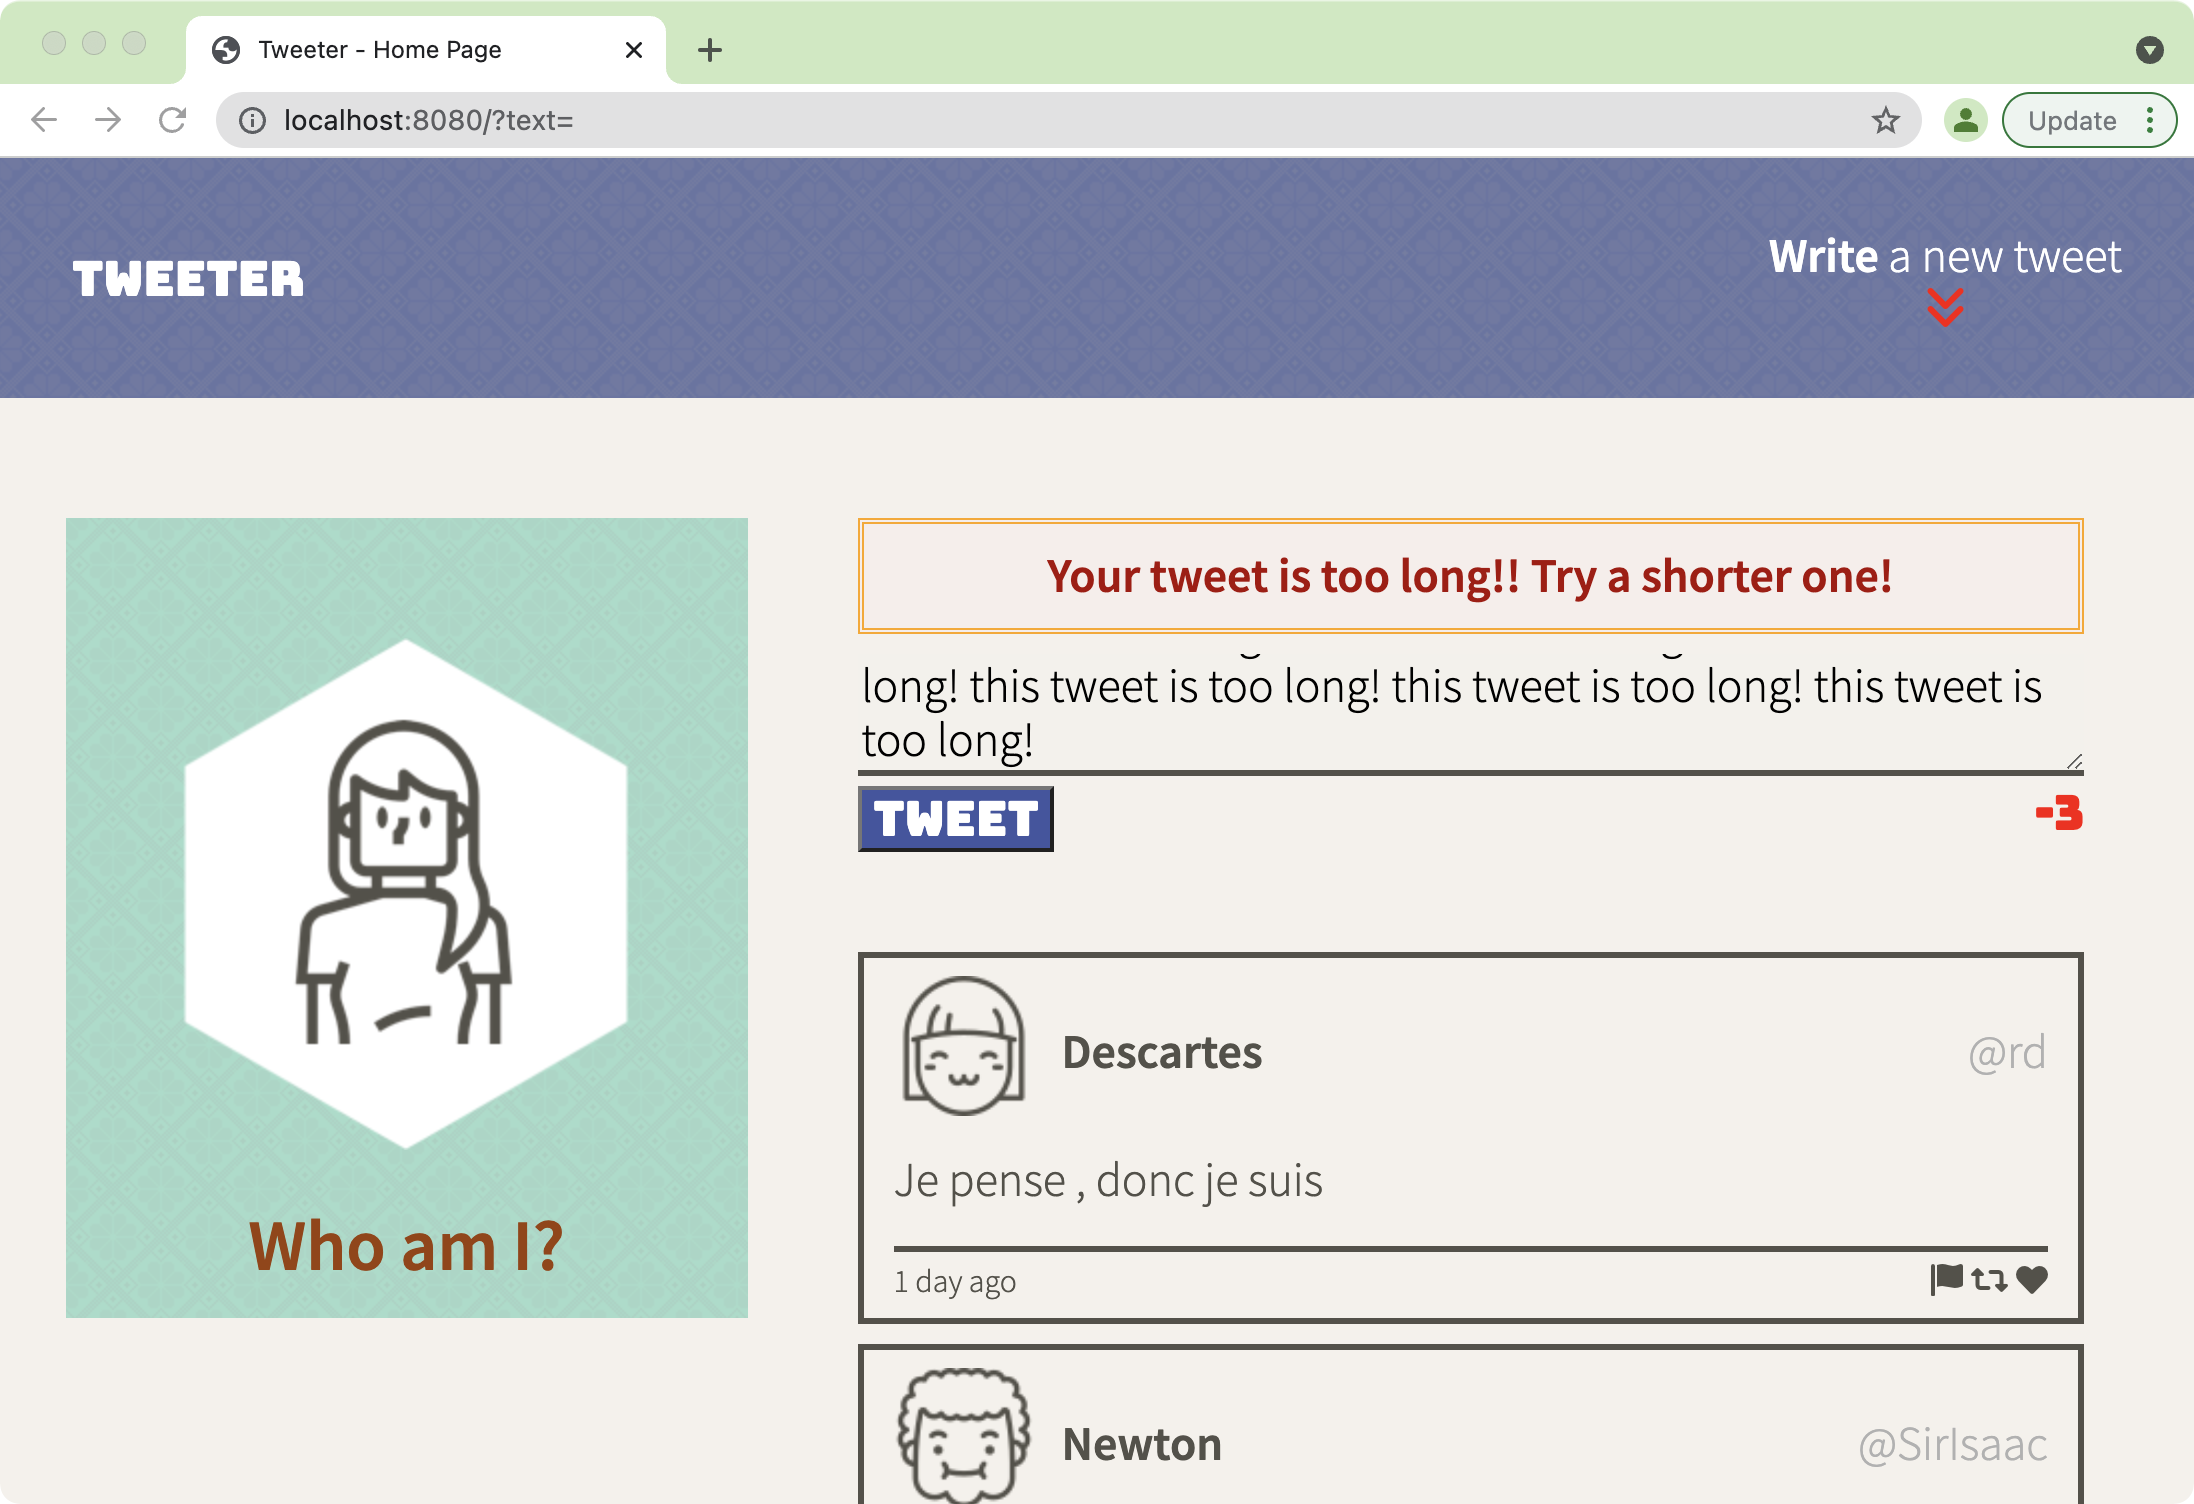 Tweeter - Home Page
localhost:8080/?text=
Update
TWEETER
Write a new tweet
Your tweet is too long!! Try a shorter one!
long! this tweet is too long! this tweet is too long! this tweet is
too long!
TWEET
-3
Who am I?
Descartes
@rd
Je pense , donc je suis
1 day ago
Newton
@SirIsaac